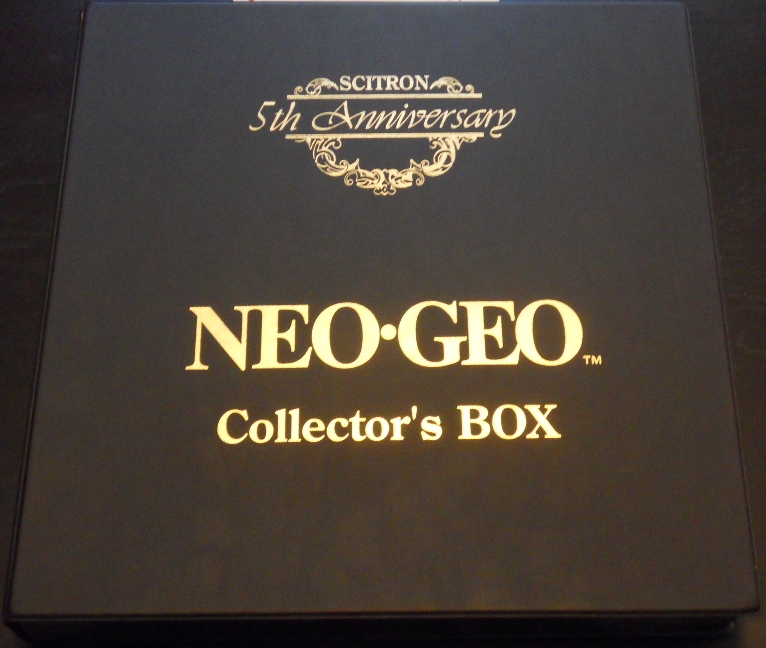 SCITRON
5th Anniversary
NEO•GEO™
Collector's BOX